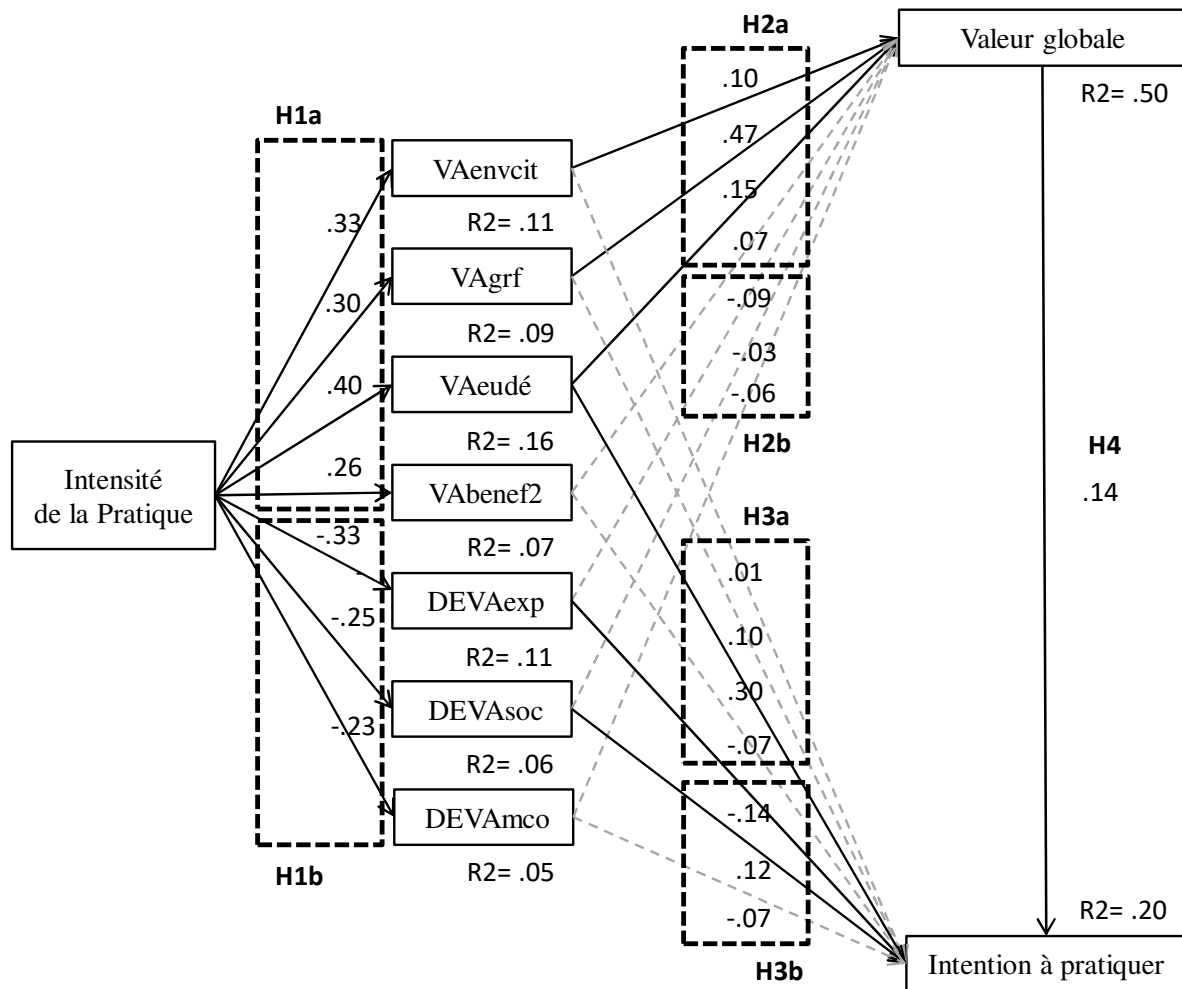 H2a
Valeur globale
.10
R2= .50
H1a
.47
VAenvcit
.15
R2= .11
.33
.07
VAgrf
-.09
.30
R2= .09
-.03
.40
VAeudé
-.06
R2= .16
H2b
H4
.26
Intensité
de la Pratique
VAbenef2
.14
H3a
-.33
R2= .07
.01
DEVAexp
-.25
.10
R2= .11
.30
DEVAsoc
-.23
-.07
R2= .06
DEVAmco
-.14
H1b
R2= .05
.12
-.07
R2= .20
H3b
Intention à pratiquer